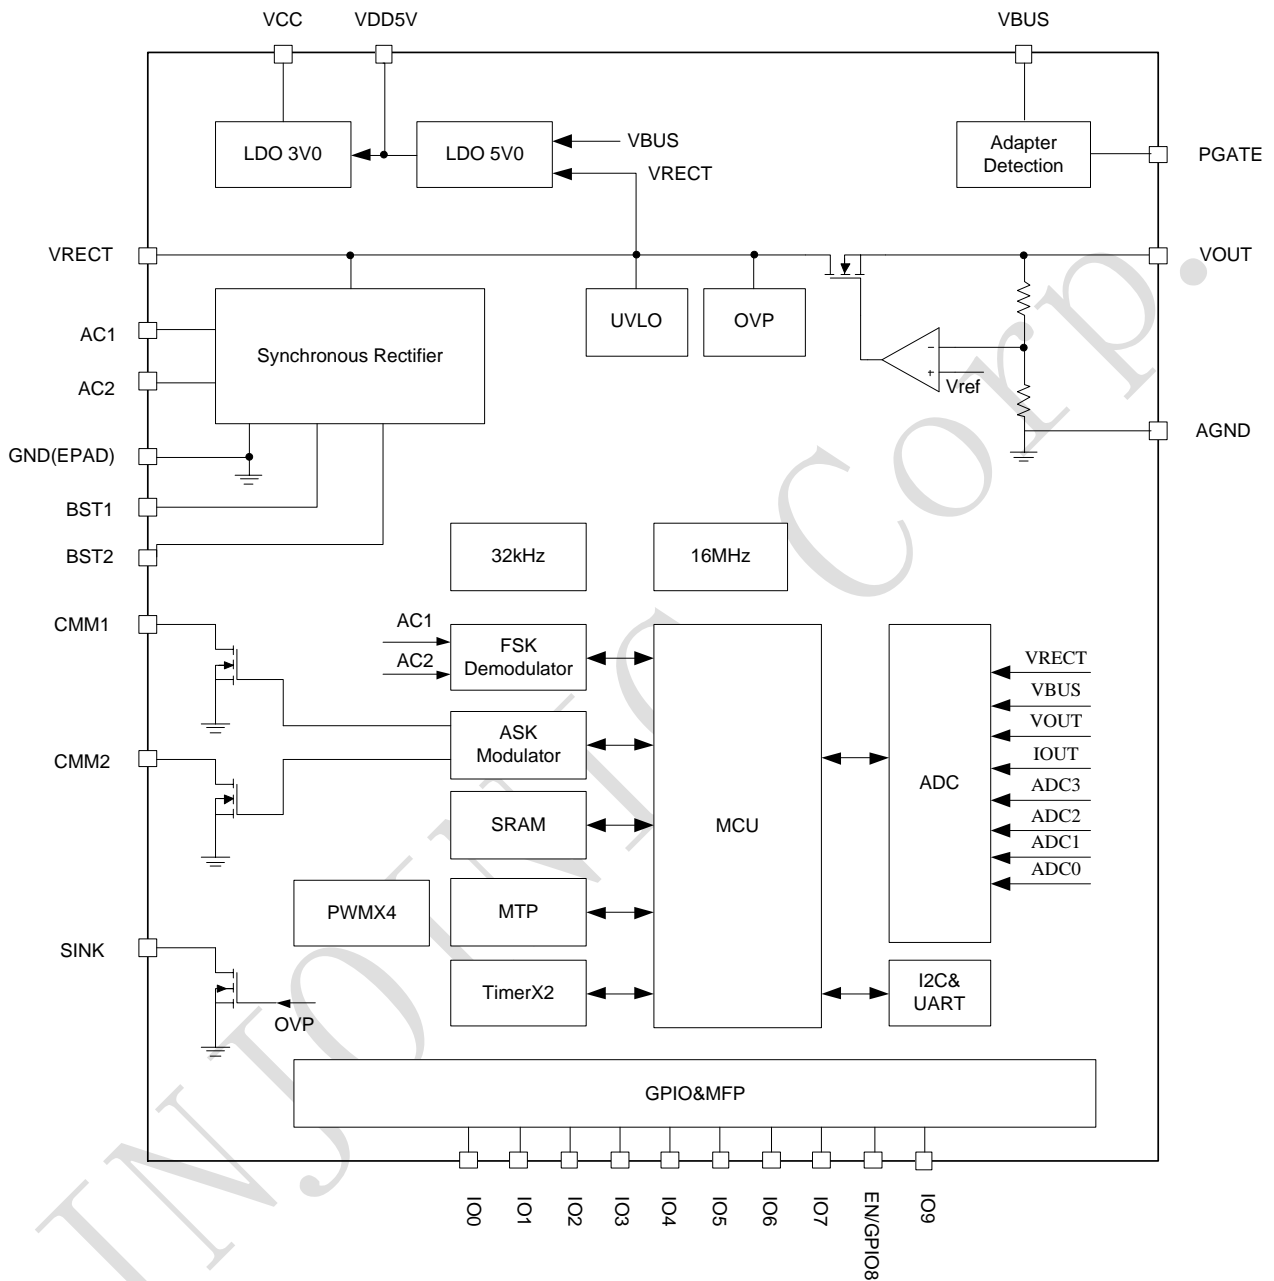 VCC
VDD5V
VBUS
LDO 3V0
LDO 5V0
VBUS
VRECT
Adapter
Detection
PGATE
VRECT
VOUT
UVLO
OVP
AC1
Synchronous Rectifier
AC2
-
+
Vref
AGND
GND(EPAD)
BST1
BST2
32kHz
16MHz
CMM1
AC1
AC2
FSK
Demodulator
ASK
Modulator
CMM2
SRAM
MCU
ADC
VRECT
VBUS
VOUT
IOUT
ADC3
ADC2
ADC1
ADC0
PWMX4
MTP
SINK
OVP
TimerX2
I2C&
UART
GPIO&MFP
IO0
IO1
IO2
IO3
IO4
IO5
IO6
IO7
EN/GPIO8
IO9
INJOINIC Corp.